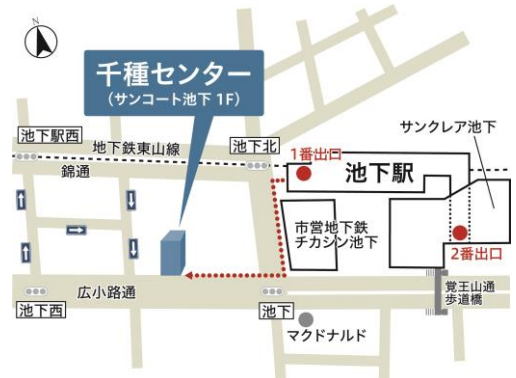 N
千種センター
(サンコート池下 1F)
池下駅西
地下鉄東山線
池下北
錦通
1番出口
池下駅
サンクレア池下
市営地下鉄
チカシン池下
2番出口
広小路通
池下西
池下
マクドナルド
覚王山通
歩道橋